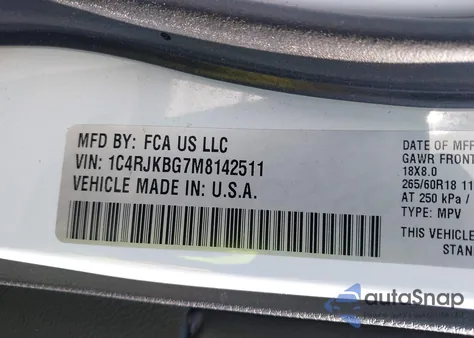 MFD BY: FCA US LLC
VIN: 1C4RJKBG7M8142511
VEHICLE MADE IN: U.S.A.
DATE OF MFR
GAWR FRONT
18X8.0
265/60R18 11
AT 250 kPa /
TYPE: MPV
THIS VEHICLE
STAN
autoSnap